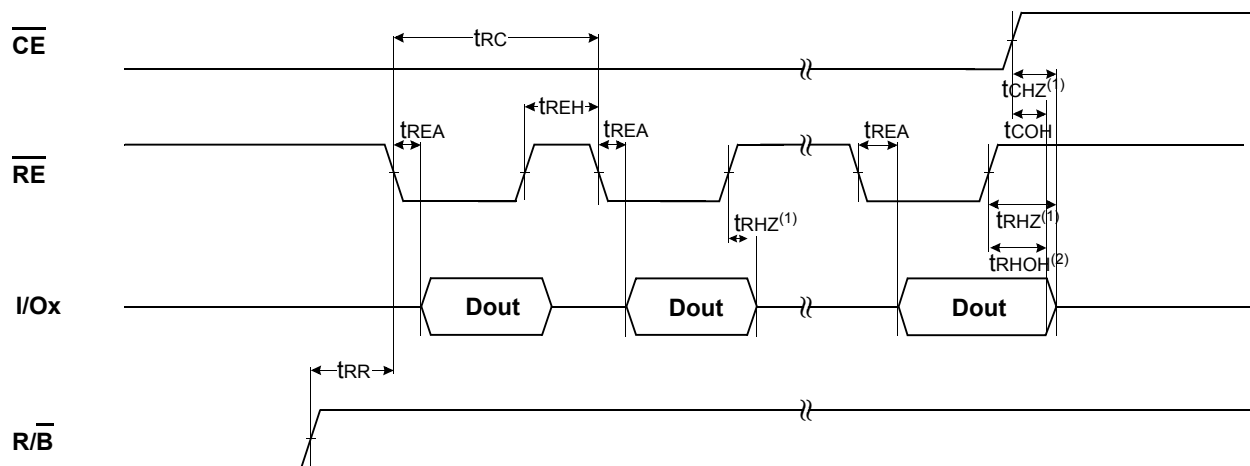 CE
tRC
tCHZ(1)
tREH
tCOH
tREA
tREA
tREA
RE
tRHZ(1)
tRHZ(1)
tRHOH(2)
I/Ox
Dout
Dout
Dout
tRR
R/B